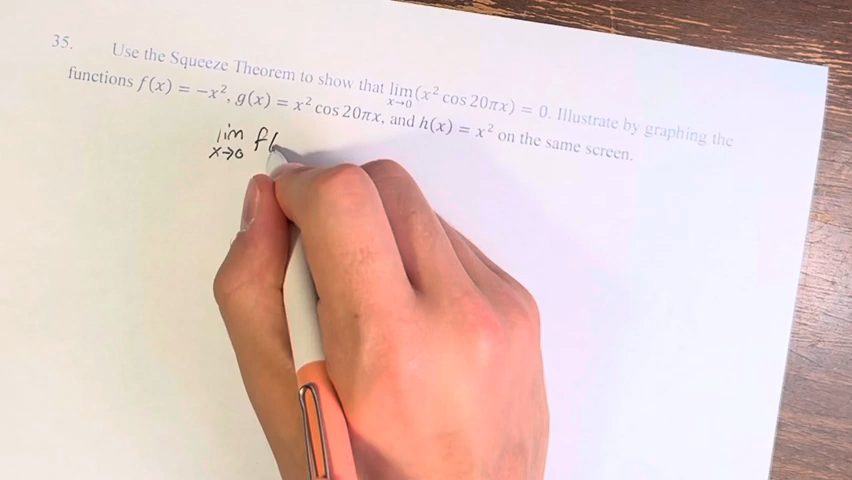 35. Use the Squeeze Theorem to show that lim x→0 (x² cos 20πx) = 0. Illustrate by graphing the
functions f(x) = −x², g(x) = x² cos 20πx, and h(x) = x² on the same screen.
lim x→0 f(